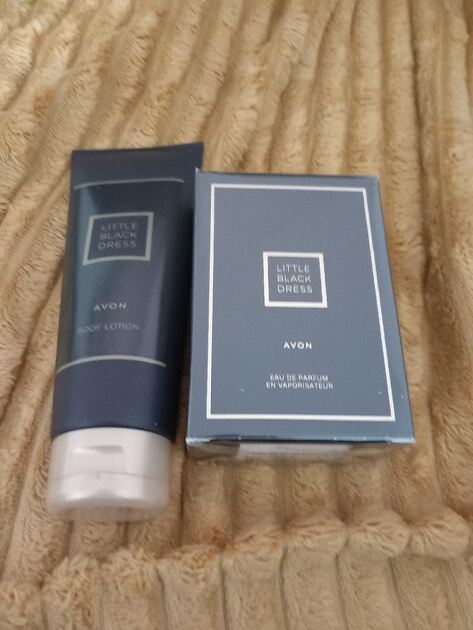 LITTLE
BLACK
DRESS
AVON
BODY LOTION
LITTLE
BLACK
DRESS
AVON
EAU DE PARFUM
EN VAPORISATEUR